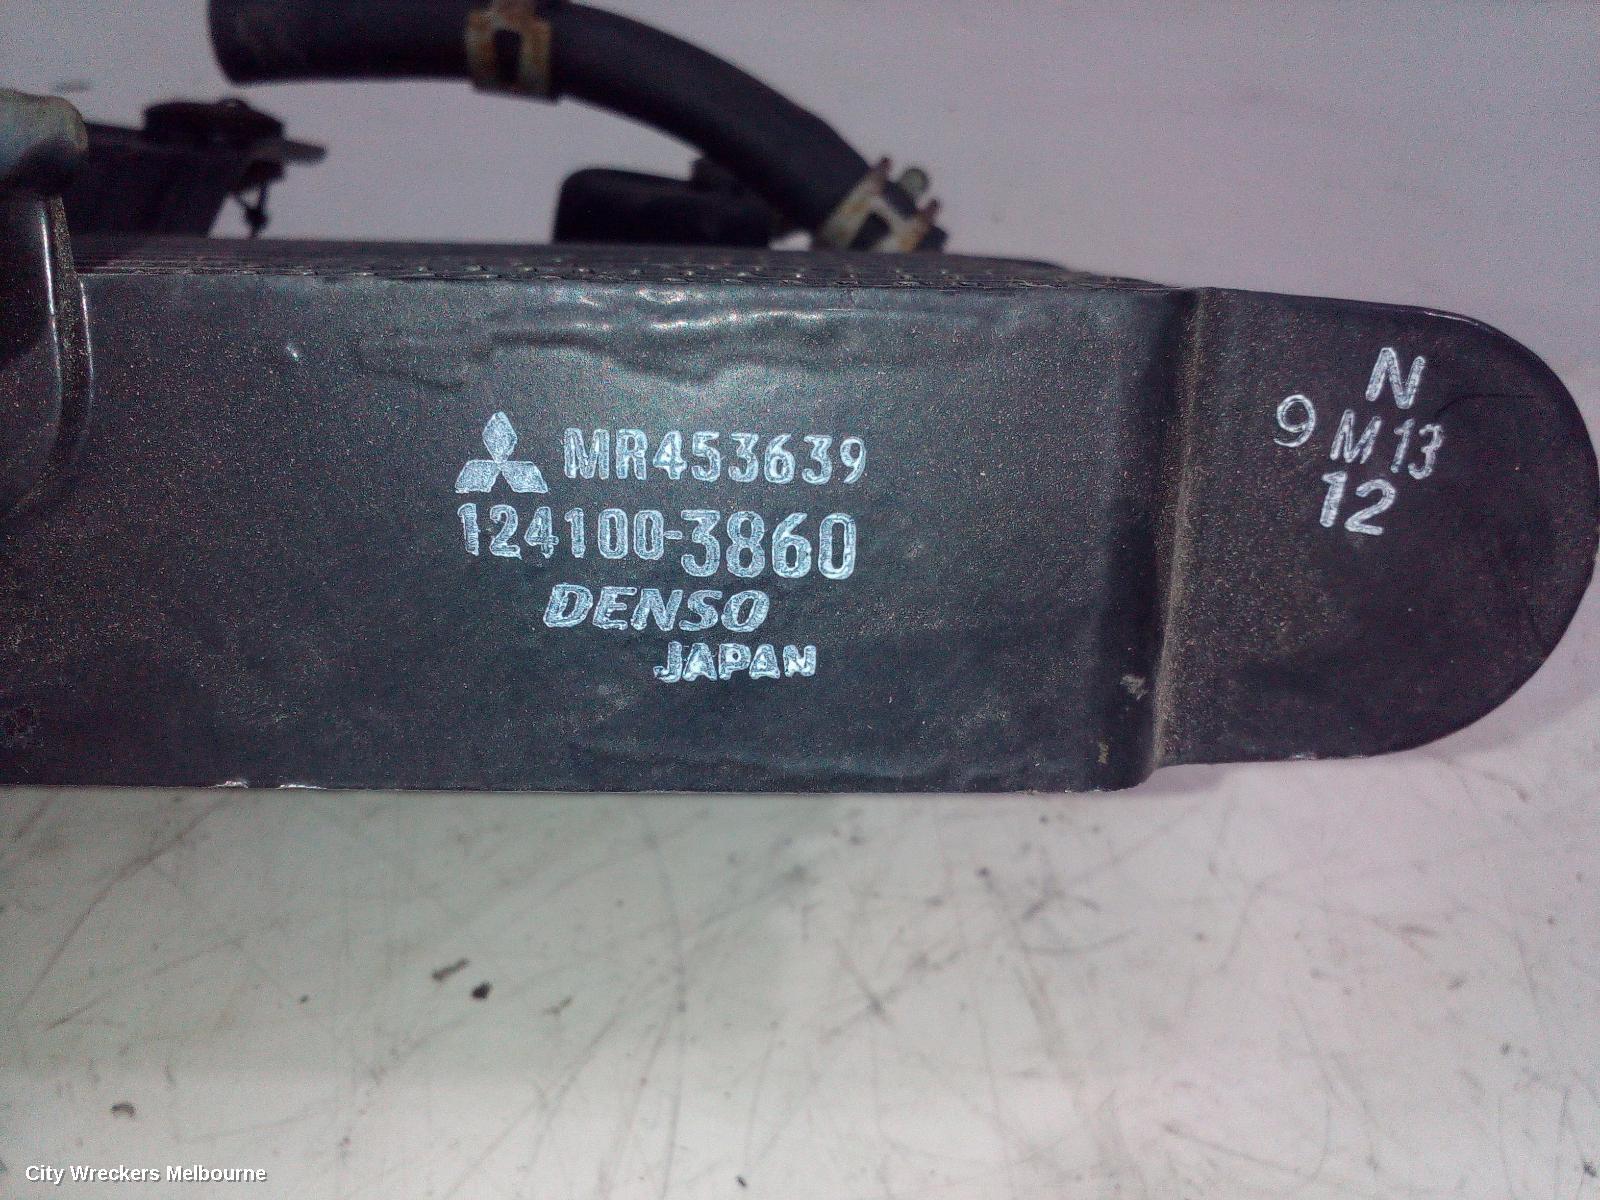 MR453639
124100-3860
DENSO
JAPAN
N
9 M 13
12
City Wreckers Melbourne